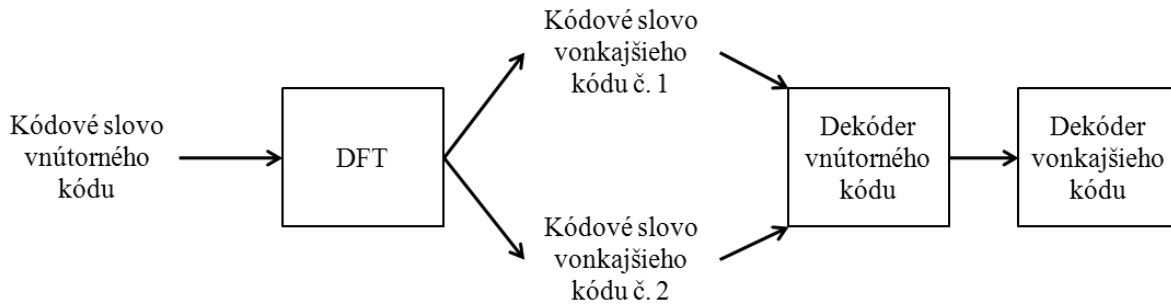 Kódové slovo
vnútorného
kódu
DFT
Kódové slovo
vonkajšieho
kódu č. 1
Kódové slovo
vonkajšieho
kódu č. 2
Dekóder
vnútorného
kódu
Dekóder
vonkajšieho
kódu